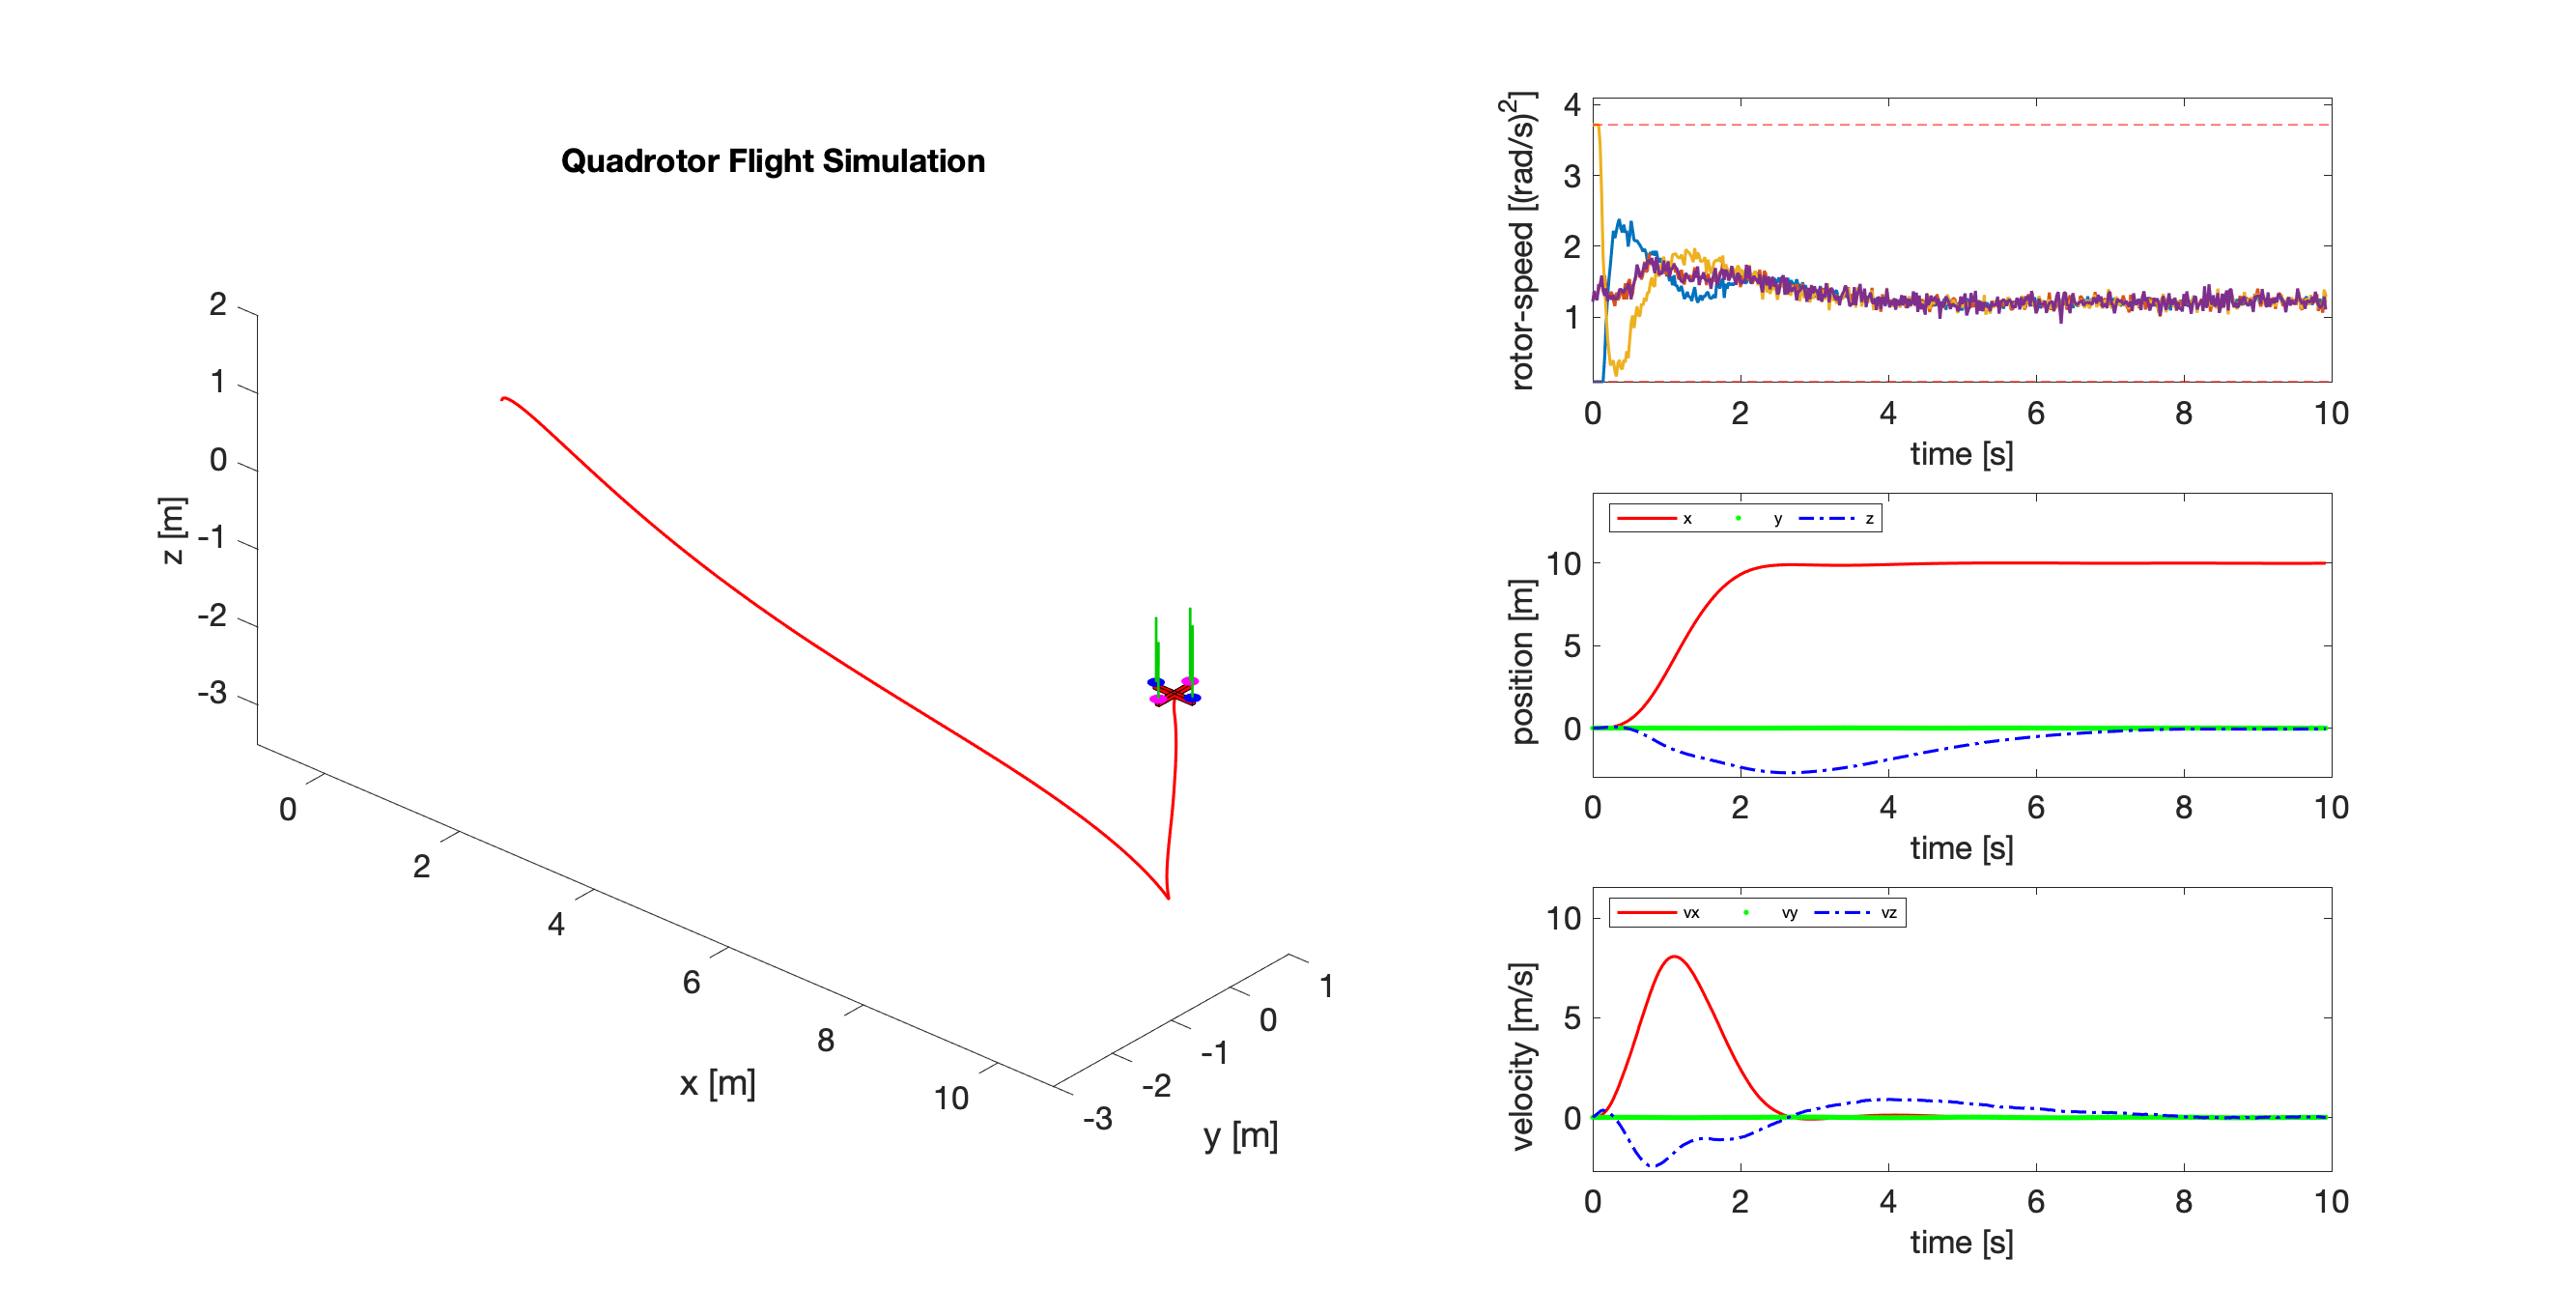 Quadrotor Flight Simulation
2
1
0
-1
-2
-3
z [m]
0
2
4
6
8
10
x [m]
-3
-2
-1
0
1
y [m]
4
3
2
1
rotor-speed [(rad/s)²]
0 2 4 6 8 10
time [s]
x y z
10
5
0
position [m]
0 2 4 6 8 10
time [s]
vx vy vz
10
5
0
velocity [m/s]
0 2 4 6 8 10
time [s]